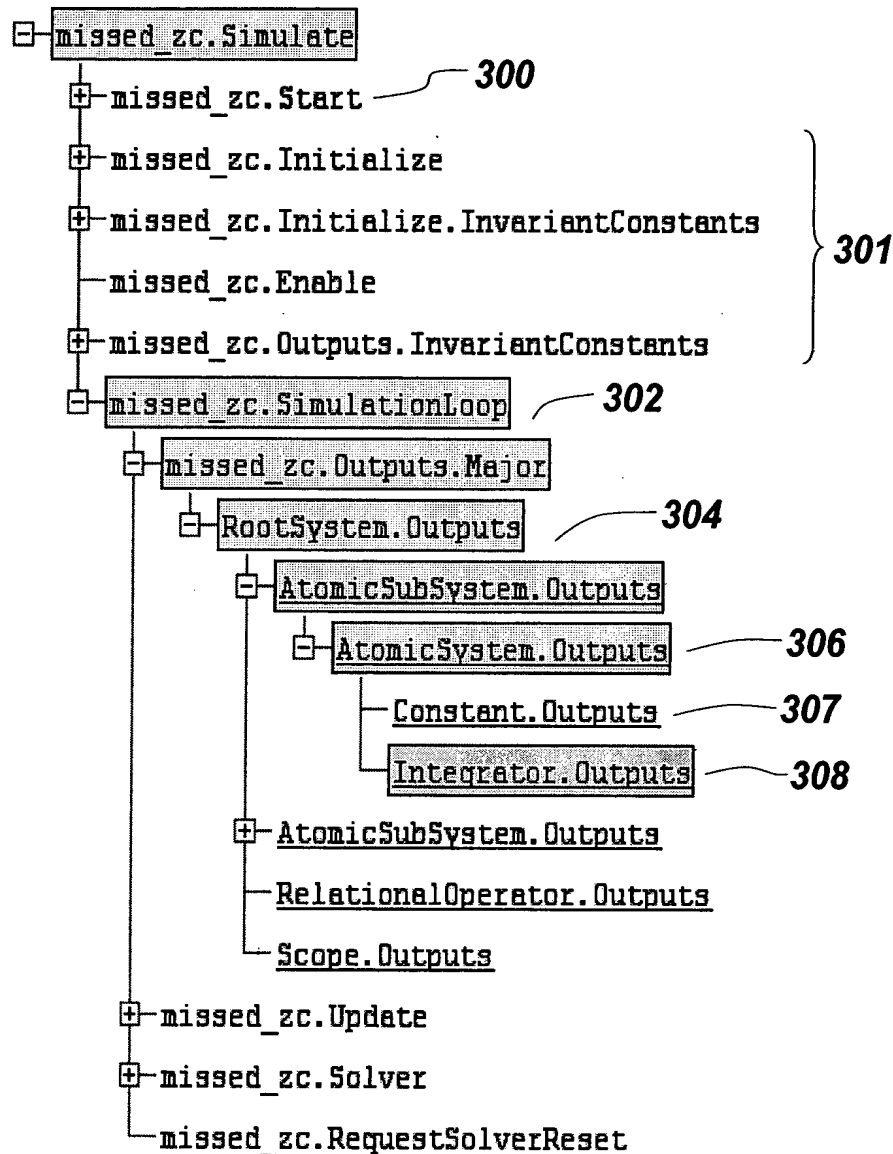 missed_zc.Simulate
missed_zc.Start 300
missed_zc.Initialize
missed_zc.Initialize.InvariantConstants
301
missed_zc.Enable
missed_zc.Outputs.InvariantConstants
missed_zc.SimulationLoop 302
missed_zc.Outputs.Major
RootSystem.Outputs 304
AtomicSubSystem.Outputs
AtomicSystem.Outputs 306
Constant.Outputs 307
Integrator.Outputs 308
AtomicSubSystem.Outputs
RelationalOperator.Outputs
Scope.Outputs
missed_zc.Update
missed_zc.Solver
missed_zc.RequestSolverReset